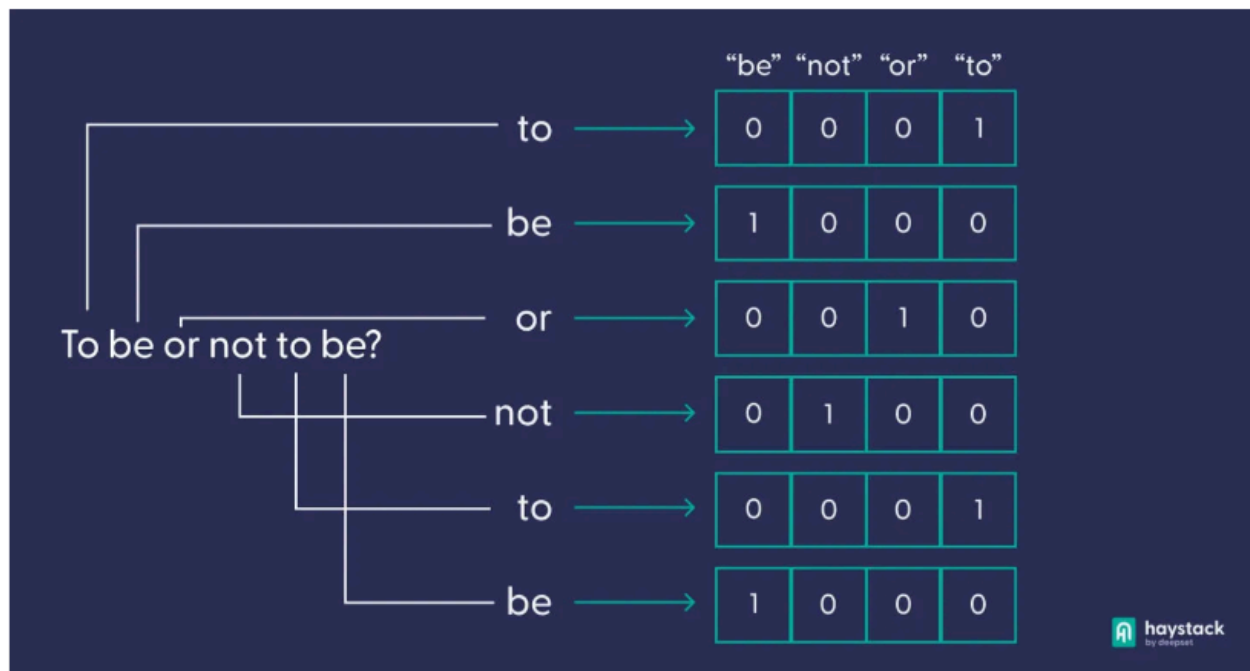 “be” “not” “or” “to”
to 0 0 0 1
be 1 0 0 0
or 0 0 1 0
To be or not to be?
not 0 1 0 0
to 0 0 0 1
be 1 0 0 0
haystack
by deepset